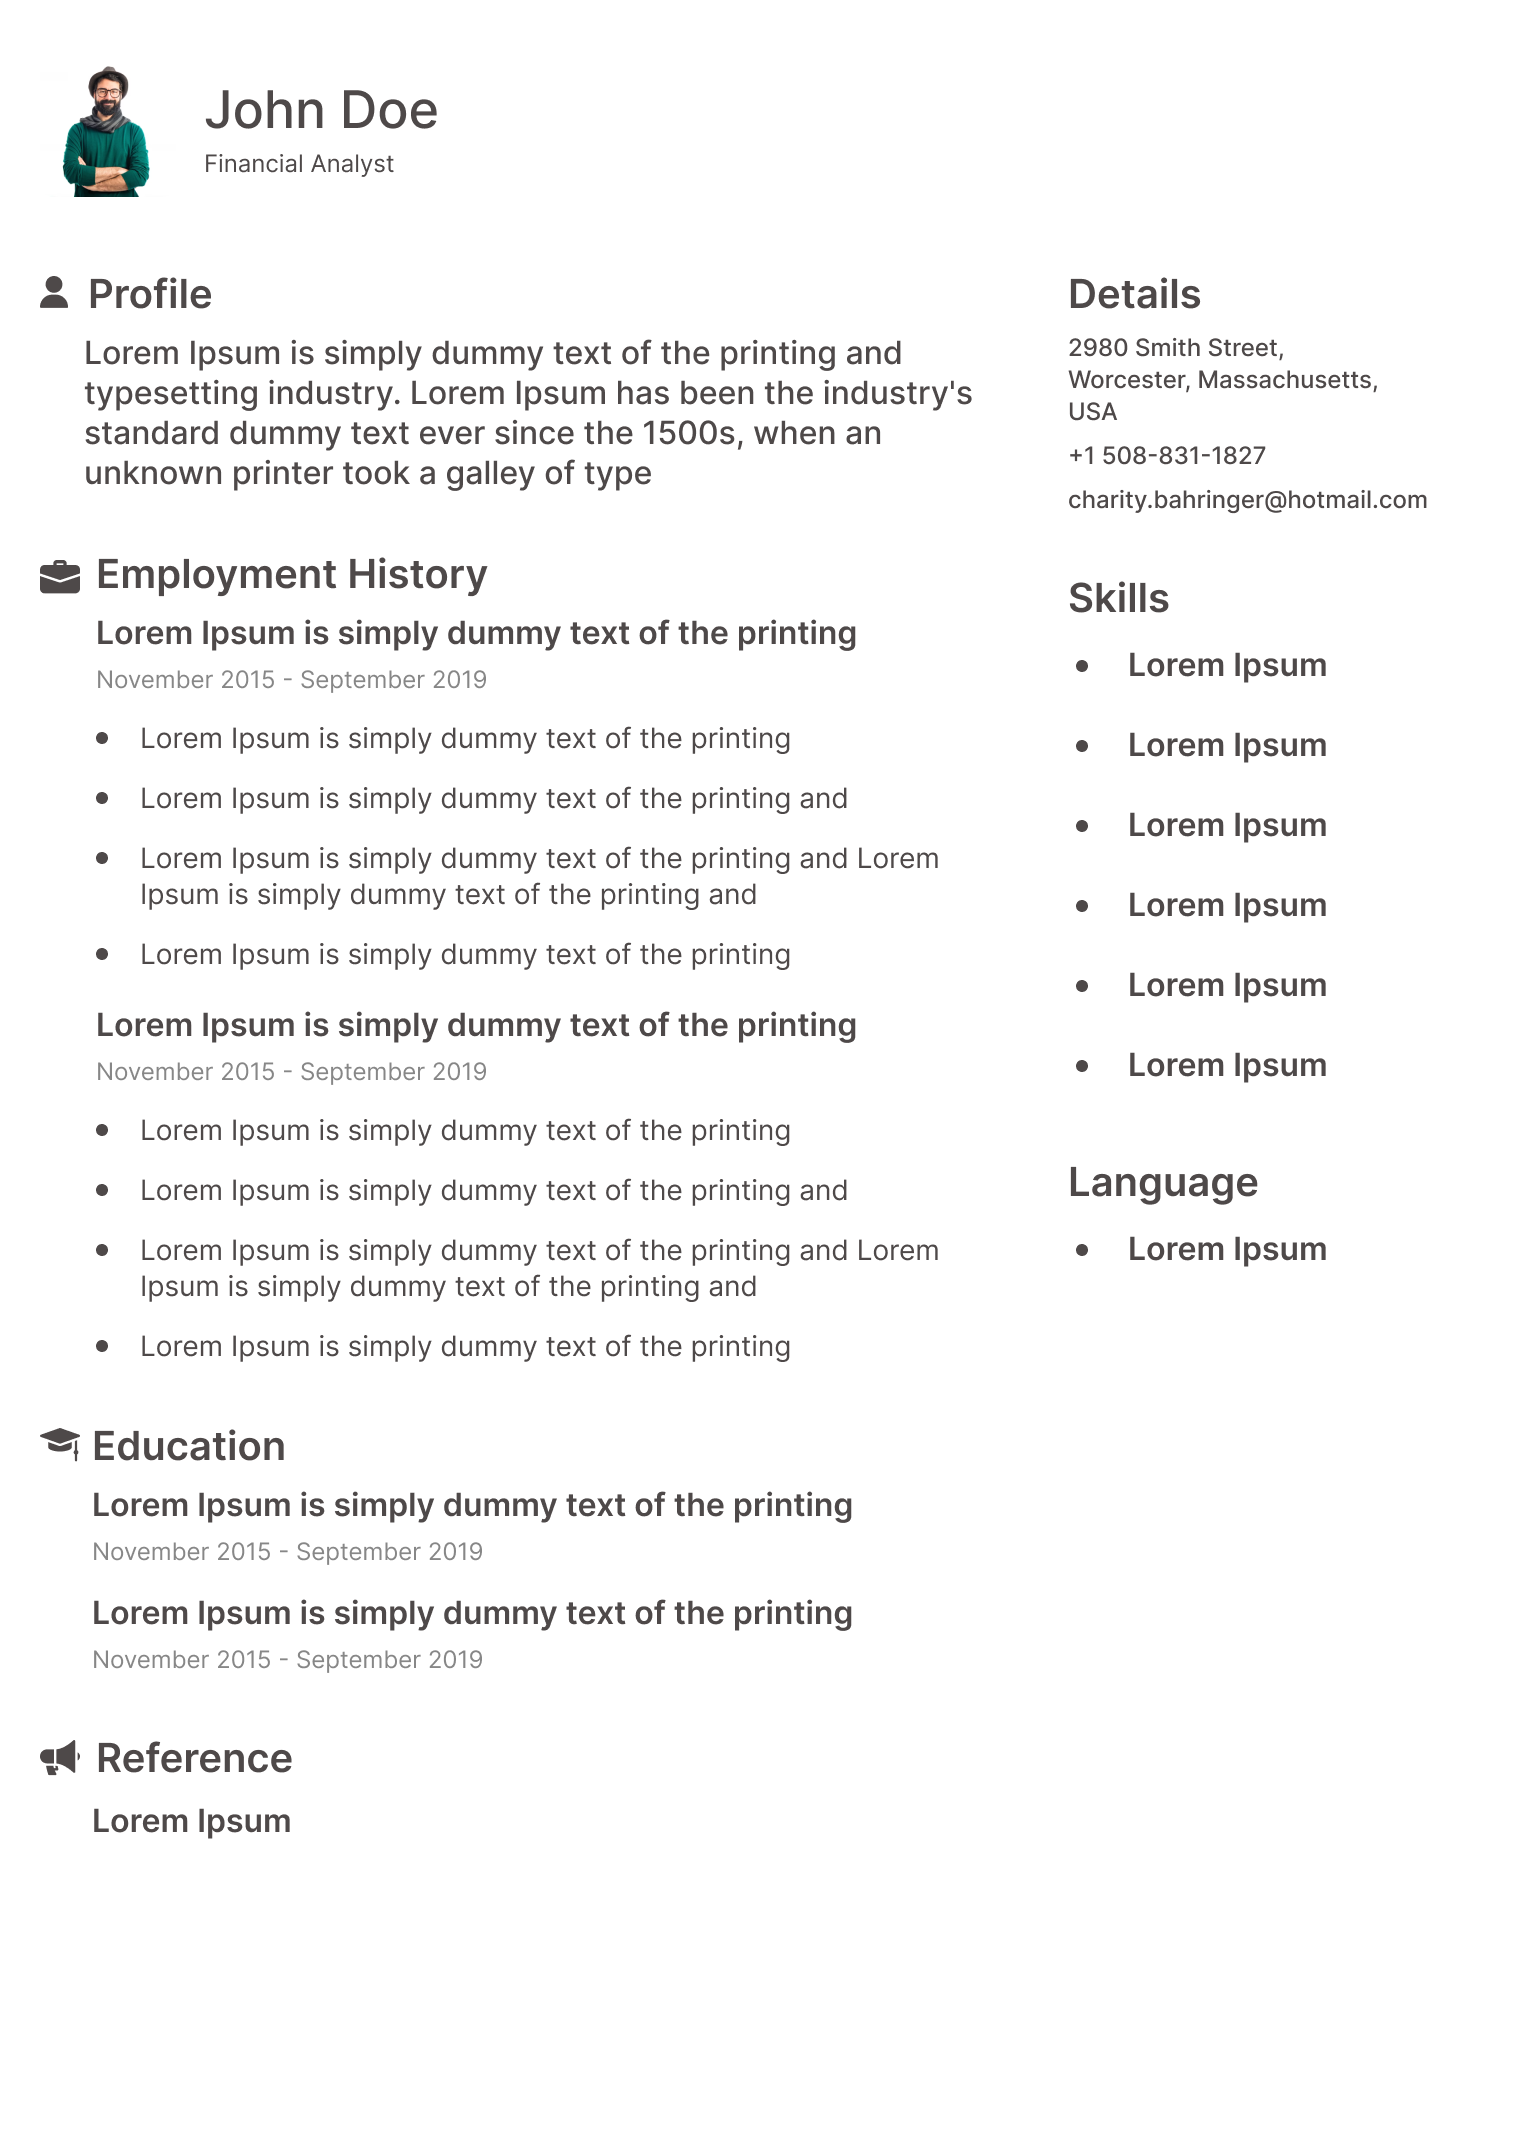 John Doe
Financial Analyst
Profile
Lorem Ipsum is simply dummy text of the printing and
typesetting industry. Lorem Ipsum has been the industry's
standard dummy text ever since the 1500s, when an
unknown printer took a galley of type
Employment History
Lorem Ipsum is simply dummy text of the printing
November 2015 - September 2019
Lorem Ipsum is simply dummy text of the printing
Lorem Ipsum is simply dummy text of the printing and
Lorem Ipsum is simply dummy text of the printing and Lorem
Ipsum is simply dummy text of the printing and
Lorem Ipsum is simply dummy text of the printing
Lorem Ipsum is simply dummy text of the printing
November 2015 - September 2019
Lorem Ipsum is simply dummy text of the printing
Lorem Ipsum is simply dummy text of the printing and
Lorem Ipsum is simply dummy text of the printing and Lorem
Ipsum is simply dummy text of the printing and
Lorem Ipsum is simply dummy text of the printing
Education
Lorem Ipsum is simply dummy text of the printing
November 2015 - September 2019
Lorem Ipsum is simply dummy text of the printing
November 2015 - September 2019
Reference
Lorem Ipsum
Details
2980 Smith Street,
Worcester, Massachusetts,
USA
+1 508-831-1827
charity.bahringer@hotmail.com
Skills
Lorem Ipsum
Lorem Ipsum
Lorem Ipsum
Lorem Ipsum
Lorem Ipsum
Lorem Ipsum
Language
Lorem Ipsum